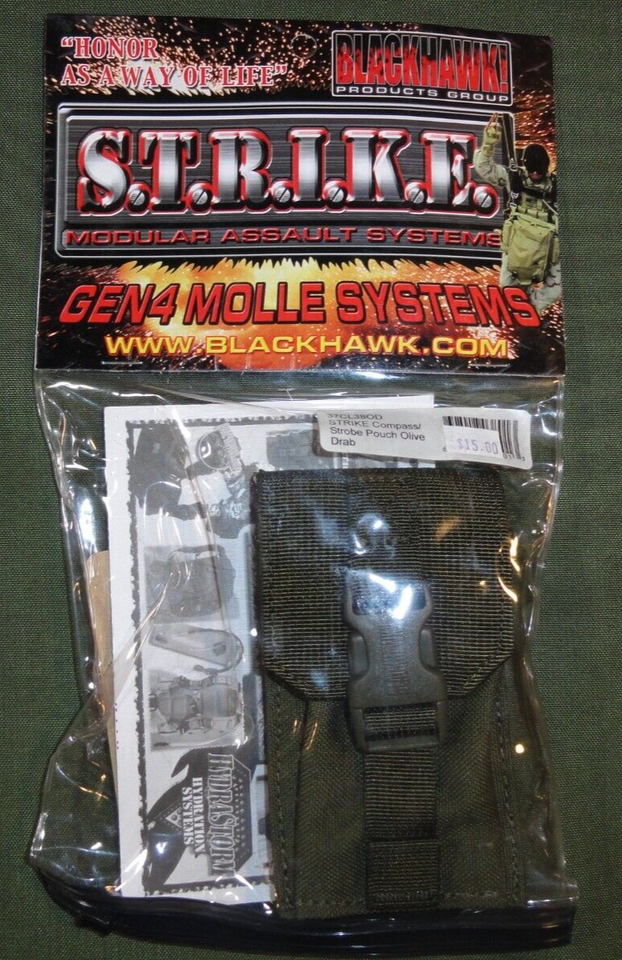 "HONOR
AS A WAY OF LIFE"
BLACKHAWK!
PRODUCTS GROUP
S.T.R.I.K.E.
MODULAR ASSAULT SYSTEMS
GEN4 MOLLE SYSTEMS
WWW.BLACKHAWK.COM
37CL38OD
STRIKE Compass/
Strobe Pouch Olive
Drab
$15.00
HYDRASTORM
HYDRATION
SYSTEMS